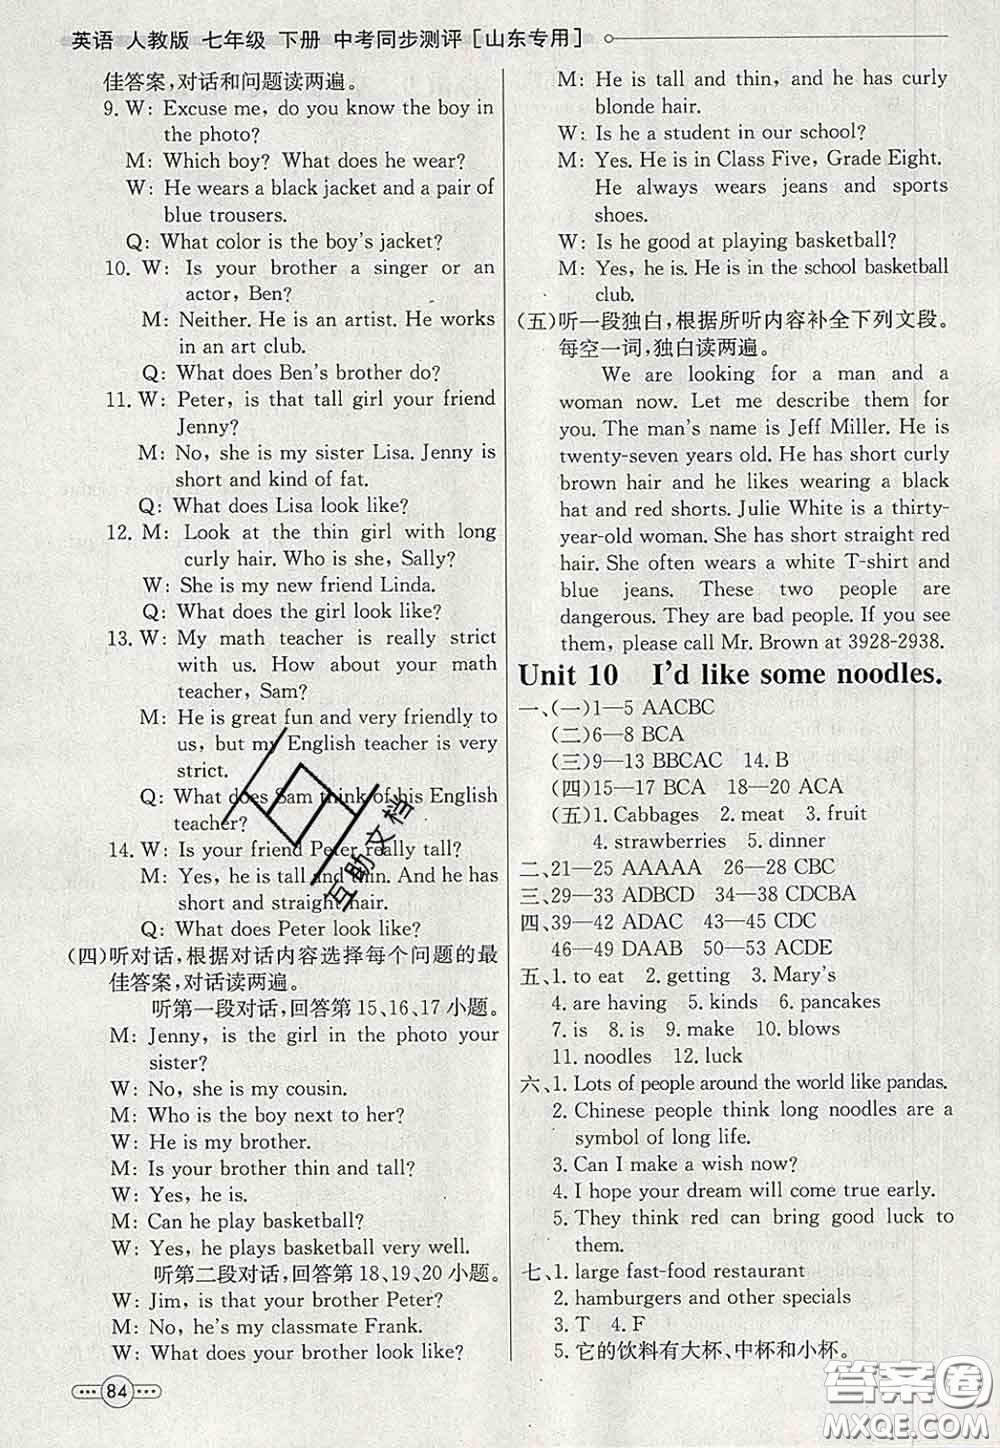 英语 人教版 七年级 下册 中考同步测评[山东专用]
佳答案,对话和问题读两遍。
9. W: Excuse me, do you know the boy in
the photo?
M: Which boy? What does he wear?
W: He wears a black jacket and a pair of
blue trousers.
Q: What color is the boy's jacket?
10. W: Is your brother a singer or an
actor, Ben?
M: Neither. He is an artist. He works
in an art club.
Q: What does Ben's brother do?
11. W: Peter, is that tall girl your friend
Jenny?
M: No, she is my sister Lisa. Jenny is
short and kind of fat.
Q: What does Lisa look like?
12. M: Look at the thin girl with long
curly hair. Who is she, Sally?
W: She is my new friend Linda.
Q: What does the girl look like?
13. W: My math teacher is really strict
with us. How about your math
teacher, Sam?
M: He is great fun and very friendly to
us, but my English teacher is very
strict.
Q: What does Sam think of his English
teacher?
14. W: Is your friend Peter really tall?
M: Yes, he is tall and thin. And he has
short and straight hair.
Q: What does Peter look like?
(四)听对话,根据对话内容选择每个问题的最
佳答案,对话读两遍。
听第一段对话,回答第 15、16、17 小题。
M: Jenny, is the girl in the photo your
sister?
W: No, she is my cousin.
M: Who is the boy next to her?
W: He is my brother.
M: Is your brother thin and tall?
W: Yes, he is.
M: Can he play basketball?
W: Yes, he plays basketball very well.
听第二段对话,回答第 18、19、20 小题。
W: Jim, is that your brother Peter?
M: No, he's my classmate Frank.
W: What does your brother look like?
84
M: He is tall and thin, and he has curly
blonde hair.
W: Is he a student in our school?
M: Yes. He is in Class Five, Grade Eight.
He always wears jeans and sports
shoes.
W: Is he good at playing basketball?
M: Yes, he is. He is in the school basketball
club.
(五)听一段独白,根据所听内容补全下列文段。
每空一词,独白读两遍。
We are looking for a man and a
woman now. Let me describe them for
you. The man's name is Jeff Miller. He is
twenty-seven years old. He has short curly
brown hair and he likes wearing a black
hat and red shorts. Julie White is a thirty-
year-old woman. She has short straight red
hair. She often wears a white T-shirt and
blue jeans. These two people are
dangerous. They are bad people. If you see
them, please call Mr. Brown at 3928-2938.
Unit 10 I'd like some noodles.
一、(一)1—5 AACBC
(二)6—8 BCA
(三)9—13 BBCAC 14. B
(四)15—17 BCA 18—20 ACA
(五)1. Cabbages 2. meat 3. fruit
4. strawberries 5. dinner
二、21—25 AAAAA 26—28 CBC
三、29—33 ADBCD 34—38 CDCBA
四、39—42 ADAC 43—45 CDC
46—49 DAAB 50—53 ACDE
五、1. to eat 2. getting 3. Mary's
4. are having 5. kinds 6. pancakes
7. is 8. is 9. make 10. blows
11. noodles 12. luck
六、1. Lots of people around the world like pandas.
2. Chinese people think long noodles are a
symbol of long life.
3. Can I make a wish now?
4. I hope your dream will come true early.
5. They think red can bring good luck to
them.
七、1. large fast-food restaurant
2. hamburgers and other specials
3. T 4. F
5. 它的饮料有大杯、中杯和小杯。
互助文档
答案圈
MXQE.COM